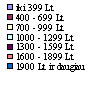 iki 399 Lt
400 - 699 Lt
700 - 999 Lt
1000 - 1299 Lt
1300 - 1599 Lt
1600 - 1899 Lt
1900 Lt ir daugiau